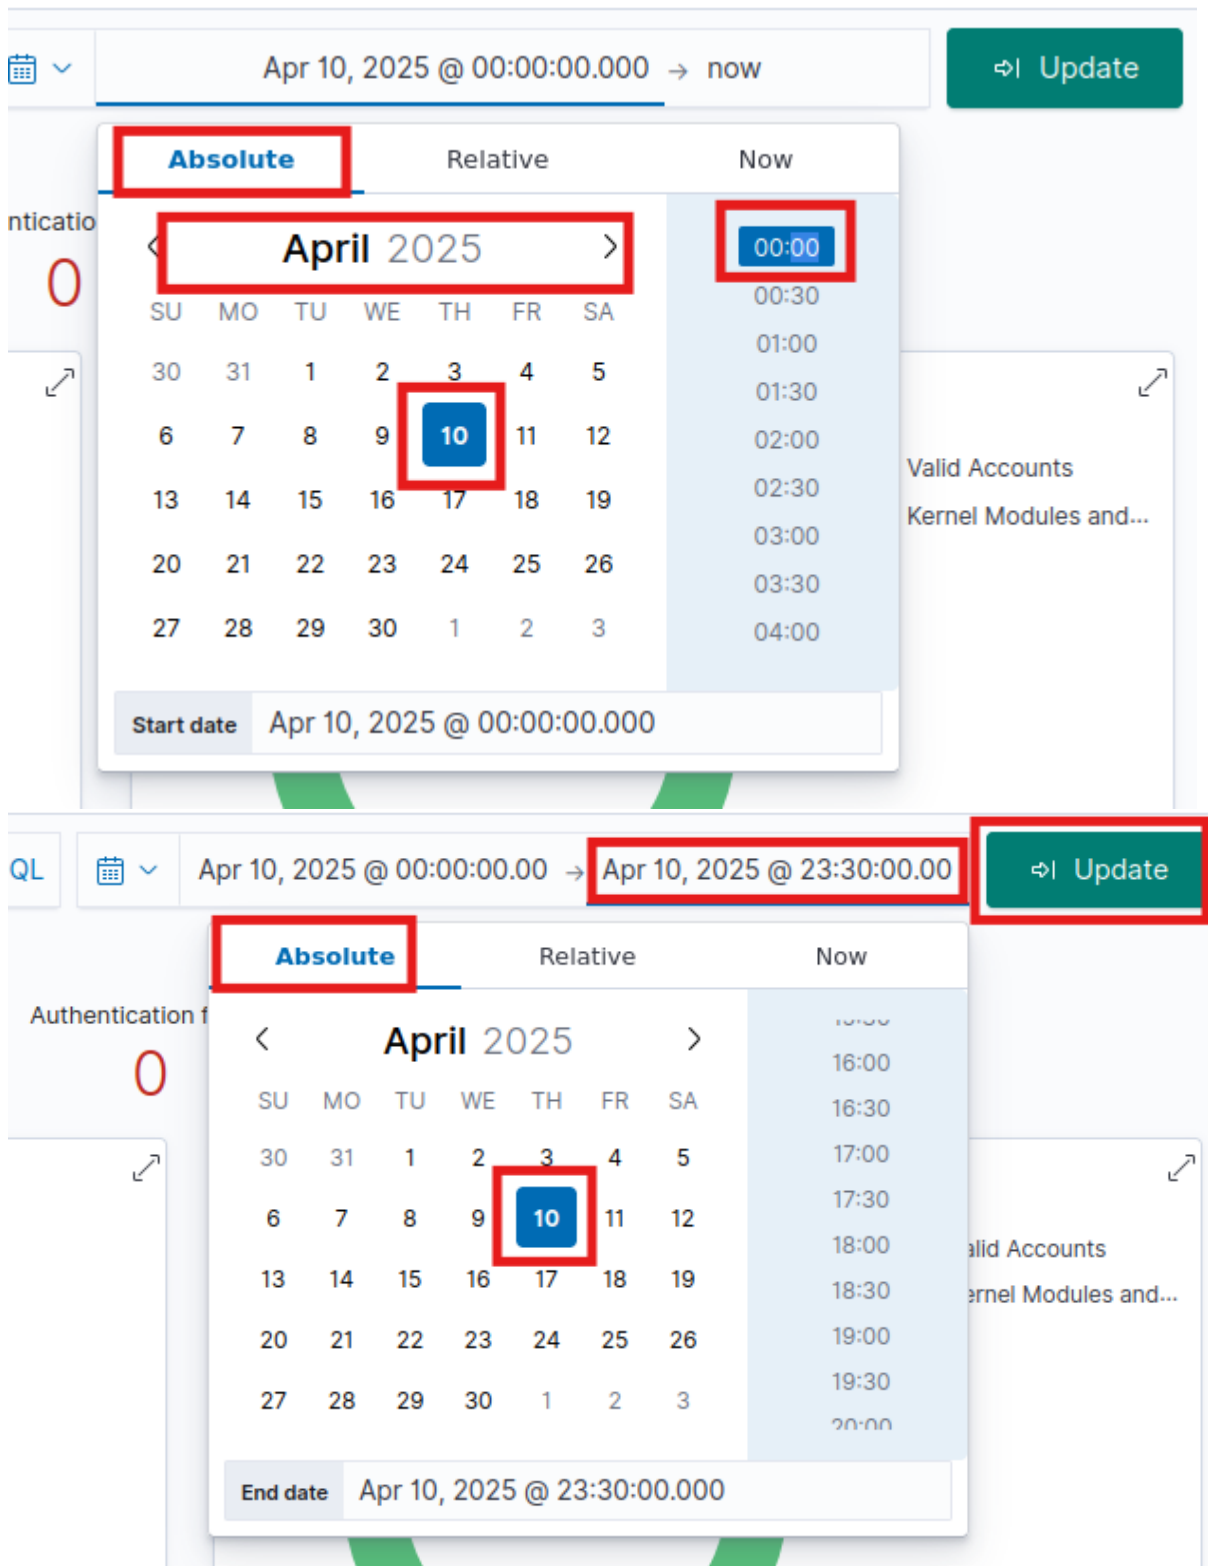 Apr 10, 2025 @ 00:00:00.000 → now
Update
Absolute Relative Now
nticatio
0
April 2025
SU MO TU WE TH FR SA
30 31 1 2 3 4 5
6 7 8 9 10 11 12
13 14 15 16 17 18 19
20 21 22 23 24 25 26
27 28 29 30 1 2 3
00:00
00:30
01:00
01:30
02:00
02:30
03:00
03:30
04:00
Valid Accounts
Kernel Modules and...
Start date Apr 10, 2025 @ 00:00:00.000
QL
Apr 10, 2025 @ 00:00:00.00 → Apr 10, 2025 @ 23:30:00.00
Update
Absolute Relative Now
Authentication f
0
April 2025
SU MO TU WE TH FR SA
30 31 1 2 3 4 5
6 7 8 9 10 11 12
13 14 15 16 17 18 19
20 21 22 23 24 25 26
27 28 29 30 1 2 3
16:00
16:30
17:00
17:30
18:00
18:30
19:00
19:30
20:00
alid Accounts
ernel Modules and...
End date Apr 10, 2025 @ 23:30:00.000